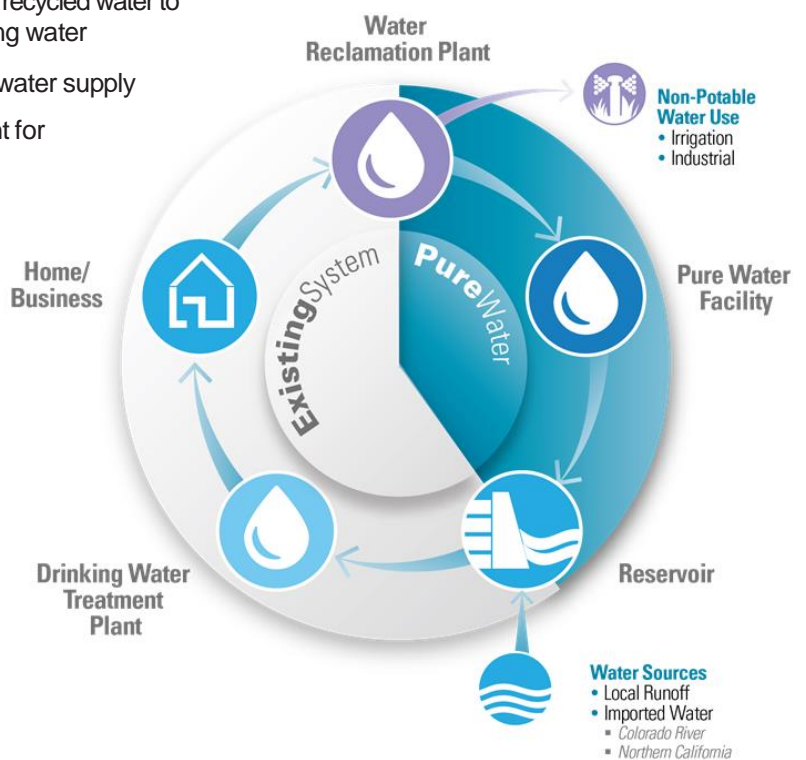 recycled water to
ng water
water supply
t for
Water
Reclamation Plant
Non-Potable
Water Use
• Irrigation
• Industrial
Home/
Business
ExistingSystem
PureWater
Pure Water
Facility
Drinking Water
Treatment
Plant
Reservoir
Water Sources
• Local Runoff
• Imported Water
▪ Colorado River
▪ Northern California